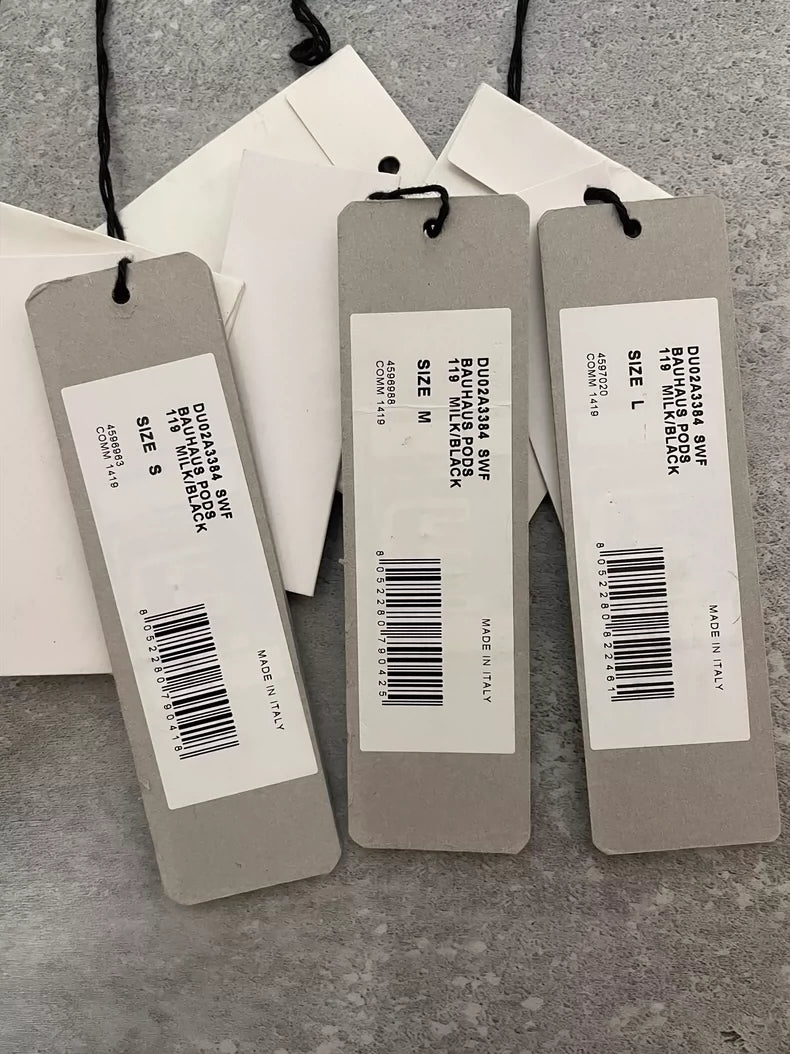 DU02A3384 SWF
BAUHAUS PODS
119 MILK/BLACK
SIZE S
4596963
COMM 1419
8052280790418
MADE IN ITALY
DU02A3384 SWF
BAUHAUS PODS
119 MILK/BLACK
SIZE M
4596988
COMM 1419
8052280790425
MADE IN ITALY
DU02A3384 SWF
BAUHAUS PODS
119 MILK/BLACK
SIZE L
4597020
COMM 1419
8052280822461
MADE IN ITALY